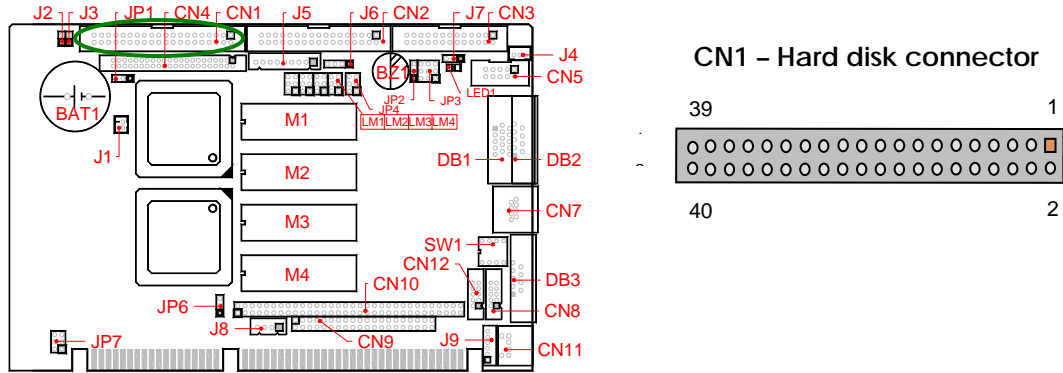 J2 J3 JP1 CN4 CN1 J5 J6 CN2 J7 CN3
J4
CN5
BZ1
LED1
JP2 JP3
JP4
BAT1
LM1 LM2 LM3 LM4
M1
J1
DB1 DB2
M2
CN7
M3
SW1
CN12
M4
CN10
DB3
JP6
CN8
J8
JP7
CN9
J9
CN11
CN1 – Hard disk connector
39 1
40 2